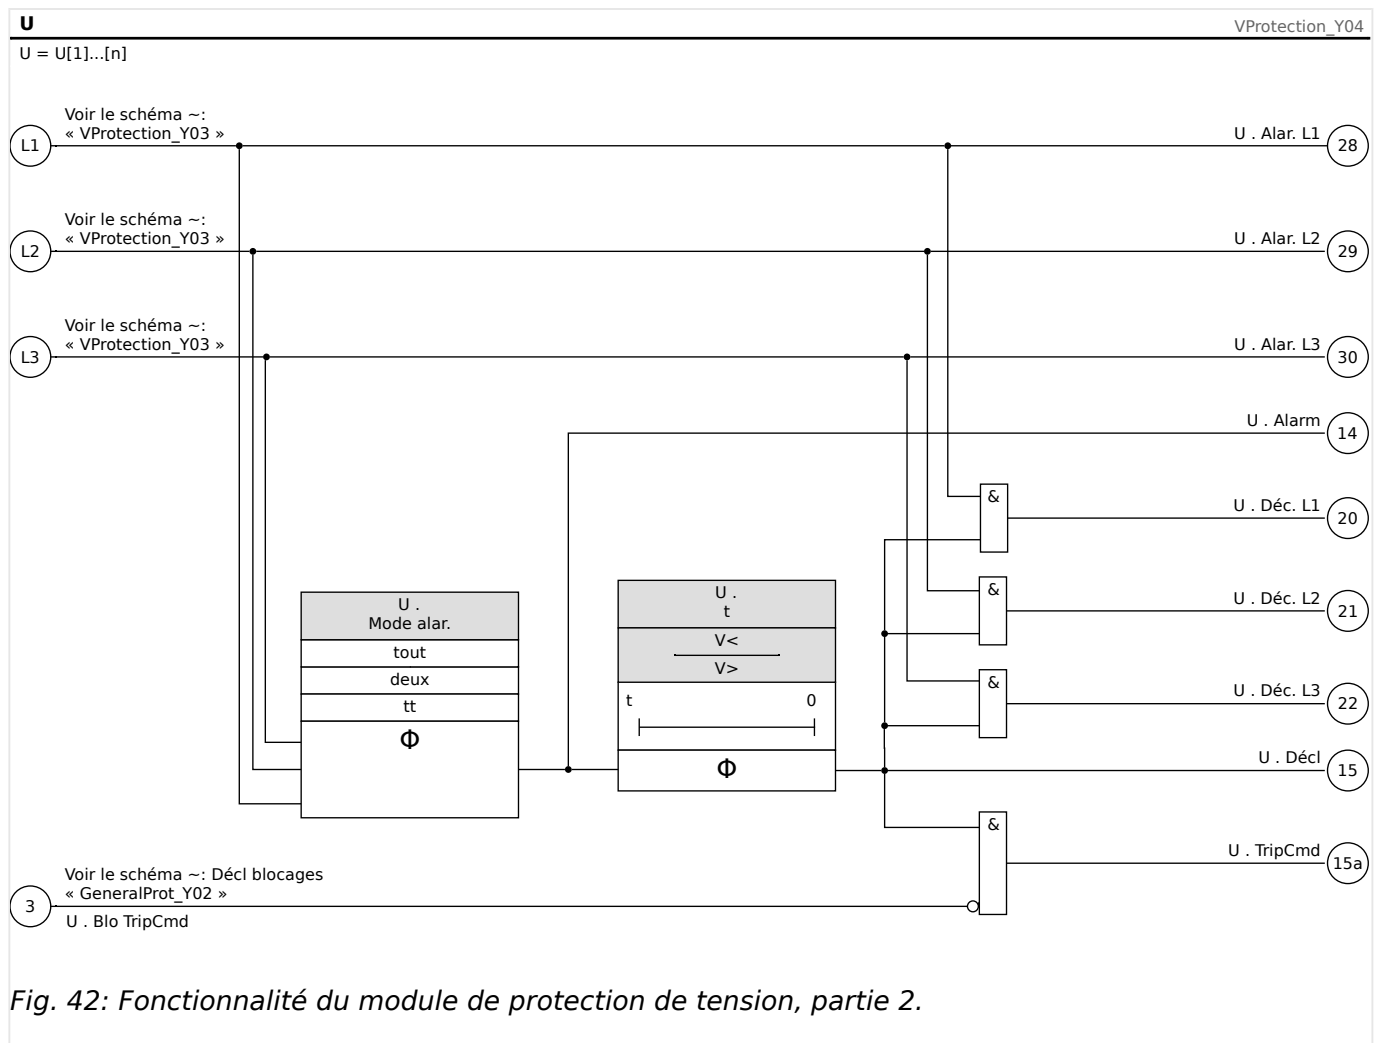 U
VProtection_Y04
U = U[1]...[n]
Voir le schéma ~:
« VProtection_Y03 »
L1
U . Alar. L1
28
Voir le schéma ~:
« VProtection_Y03 »
L2
U . Alar. L2
29
Voir le schéma ~:
« VProtection_Y03 »
L3
U . Alar. L3
30
U . Alarm
14
&
U . Déc. L1
20
&
U . Déc. L2
21
&
U . Déc. L3
22
U .
Mode alar.
tout
deux
tt
Φ
U .
t
V<
V>
t 0
Φ
U . Décl
15
&
U . TripCmd
15a
Voir le schéma ~: Décl blocages
« GeneralProt_Y02 »
3
U . Blo TripCmd
Fig. 42: Fonctionnalité du module de protection de tension, partie 2.